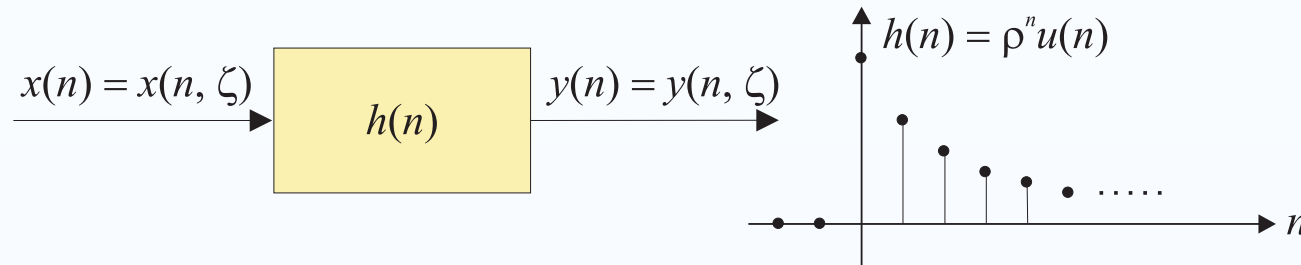 x(n) = x(n, ζ)
h(n)
y(n) = y(n, ζ)
h(n) = ρⁿu(n)
.....
n